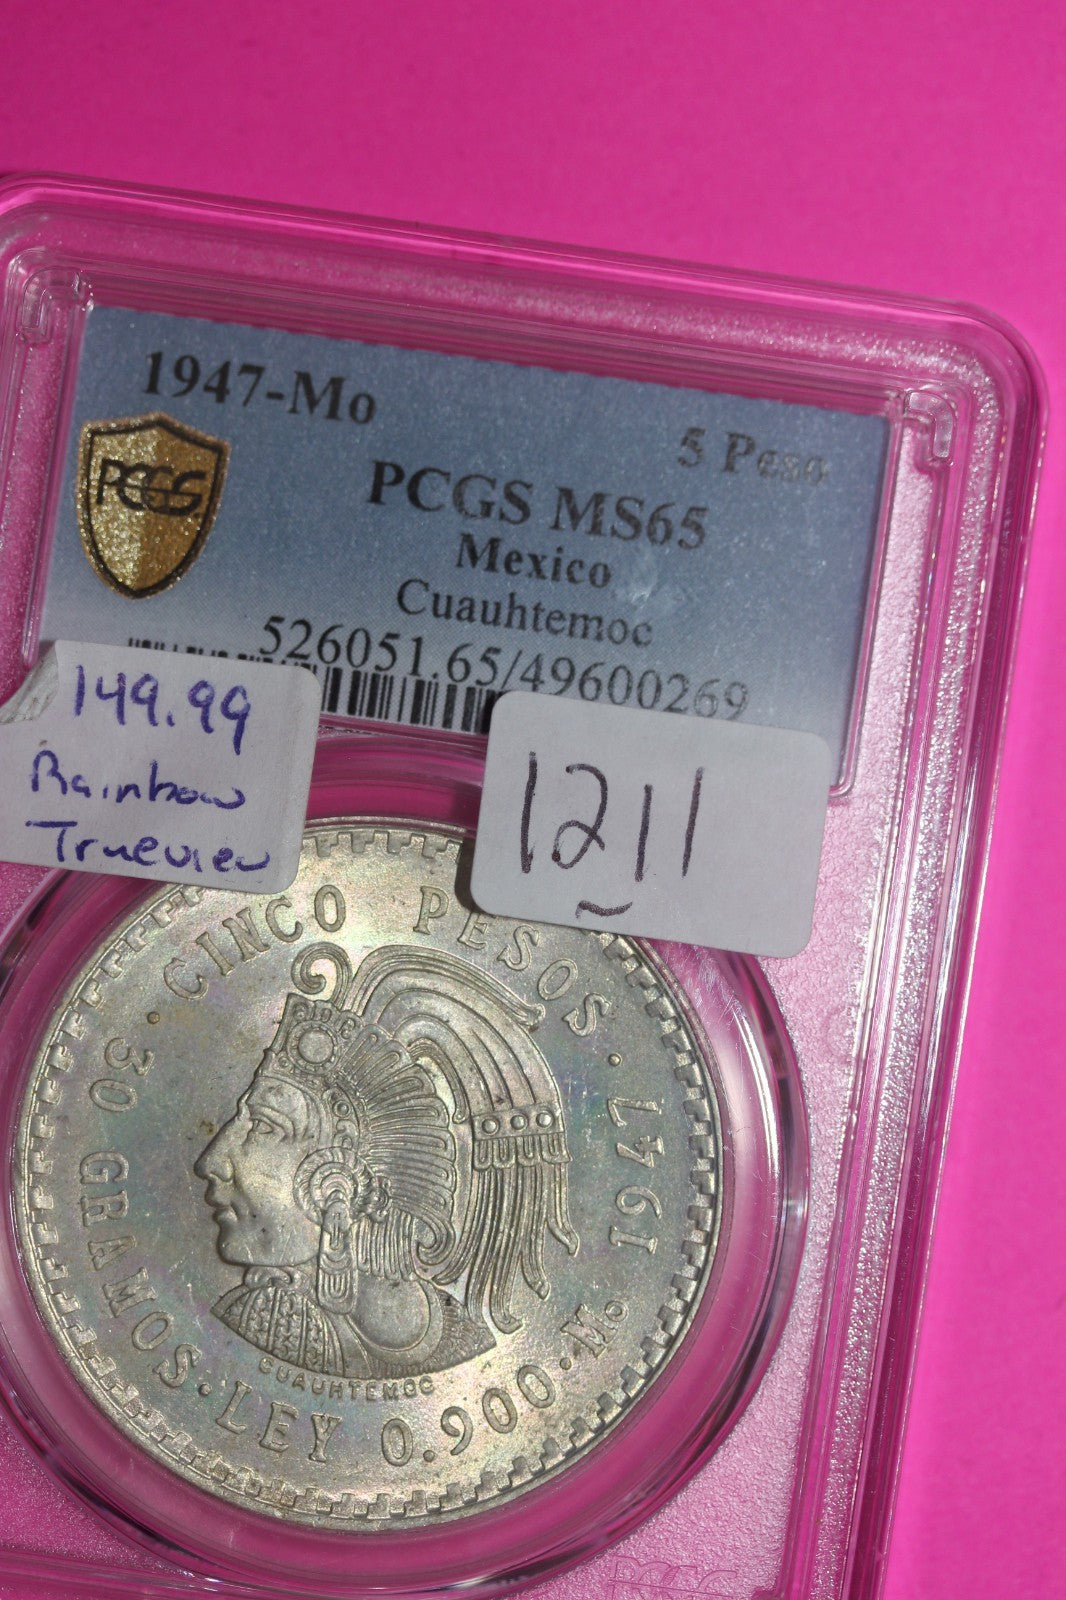 1947-Mo
5 Peso
PCGS
PCGS MS65
Mexico
Cuauhtemoc
526051.65/49600269
149.99
Rainbow
Trueview
1211
CINCO PESOS · 1947 Mo
30 GRAMOS · LEY 0.900
CUAUHTEMOC
PCGS